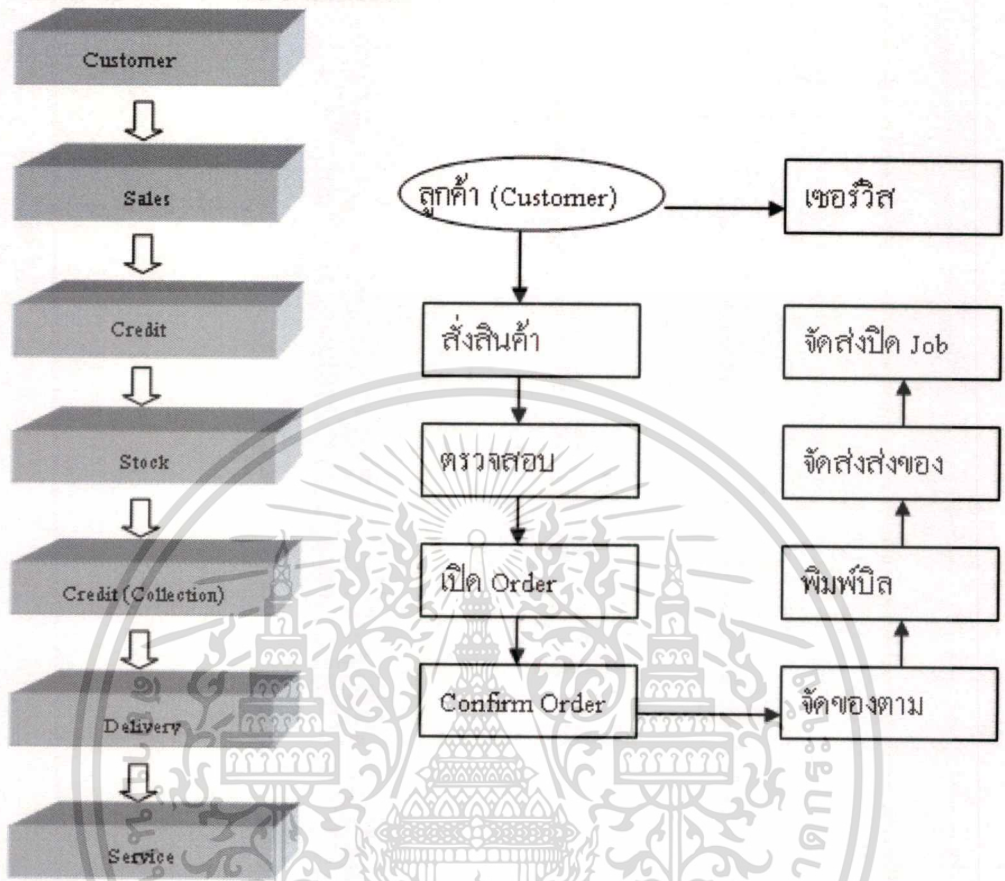 Customer
Sales
Credit
Stock
Credit (Collection)
Delivery
Service
ลูกค้า (Customer)
สั่งสินค้า
ตรวจสอบ
เปิด Order
Confirm Order
เซอร์วิส
จัดส่งปิด Job
จัดส่งส่งของ
พิมพ์บิล
จัดของตาม